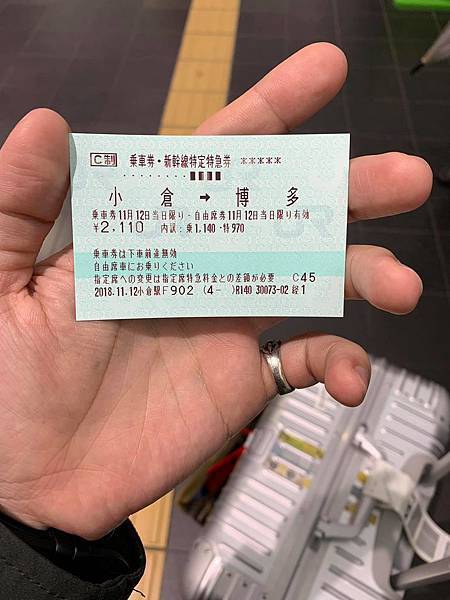 C制 乗車券・新幹線特定特急券 *****
小倉 → 博多
乗車券11月12日当日限り・自由席券11月12日当日限り有効
¥2,110 内訳:乗1,140・特970
乗車券は下車前途無効
自由席車にお乗りください
指定席への変更は指定席特急料金との差額が必要 C45
2018.11.12小倉駅F902 (4- )R140 30073-02 経1